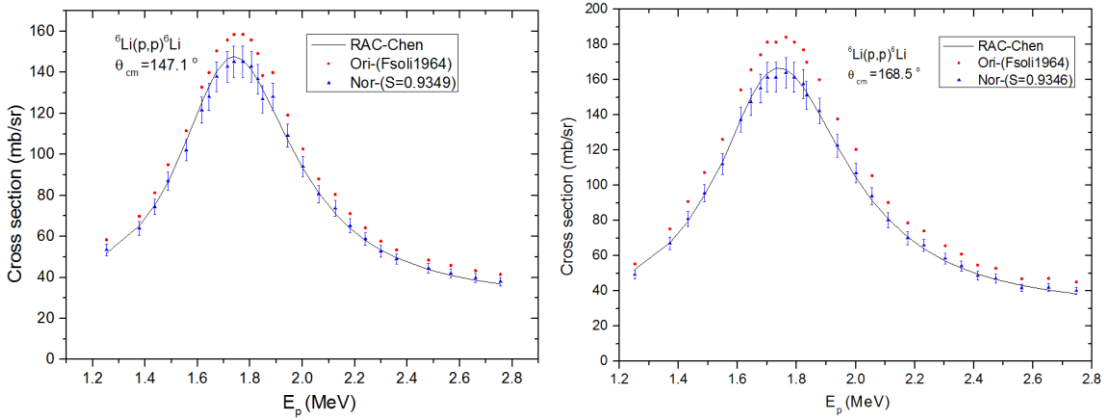 160
140
120
100
80
60
40
20
0
Cross section (mb/sr)
⁶Li(p,p)⁶Li
θcm=147.1 °
RAC-Chen
Ori-(Fsoli1964)
Nor-(S=0.9349)
1.2 1.4 1.6 1.8 2.0 2.2 2.4 2.6 2.8
Ep (MeV)
200
180
160
140
120
100
80
60
40
20
0
Cross section (mb/sr)
RAC-Chen
Ori-(Fsoli1964)
Nor-(S=0.9346)
⁶Li(p,p)⁶Li
θcm=168.5 °
1.2 1.4 1.6 1.8 2.0 2.2 2.4 2.6 2.8
Ep (MeV)